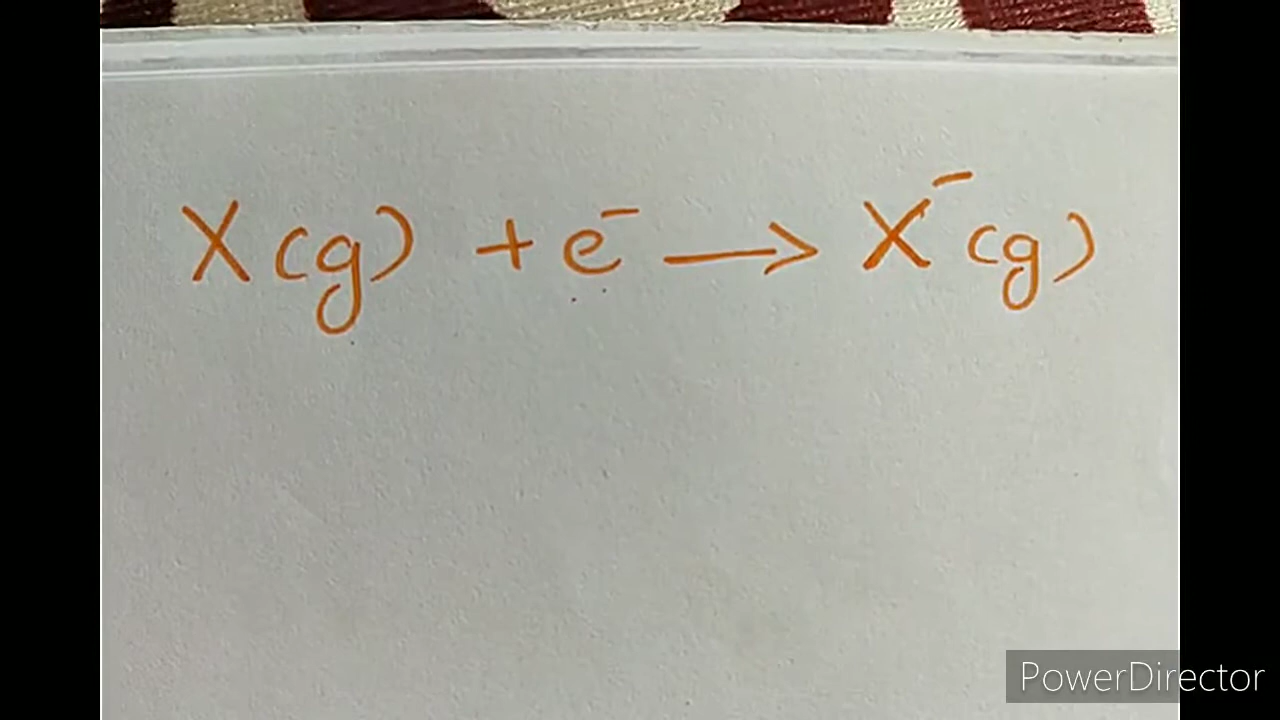 X(g) + e⁻ → X⁻(g)
PowerDirector